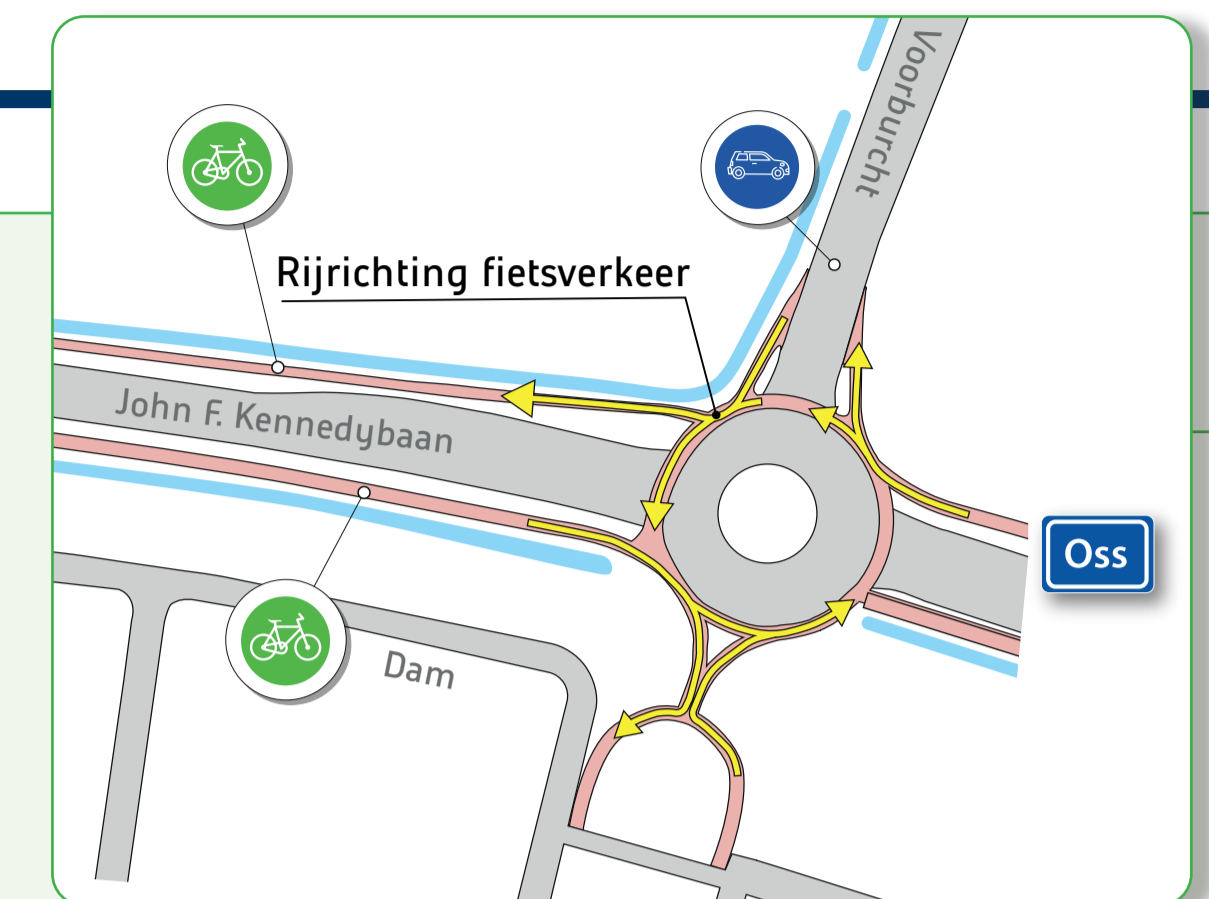 Voorburcht
Rijrichting fietsverkeer
John F. Kennedybaan
Oss
Dam